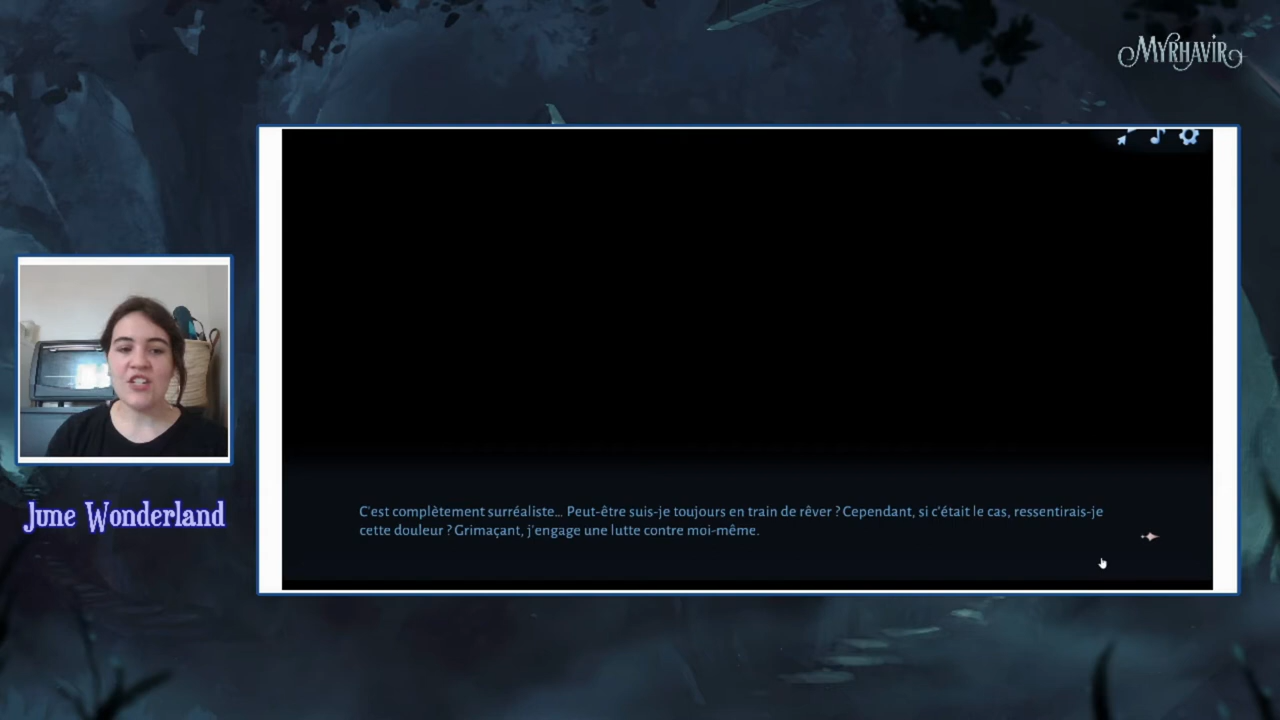 MYRHAVIR
C'est complètement surréaliste... Peut-être suis-je toujours en train de rêver ? Cependant, si c'était le cas, ressentirais-je
cette douleur ? Grimaçant, j'engage une lutte contre moi-même.
June Wonderland